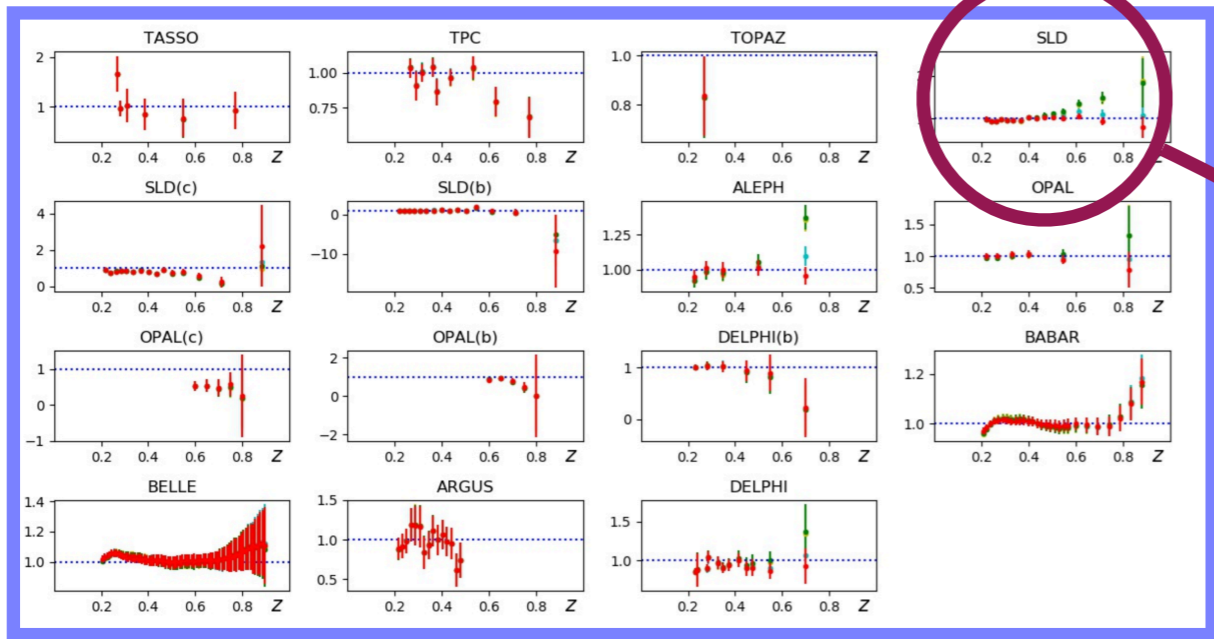 TASSO
2
1
0.2 0.4 0.6 0.8 Z
TPC
1.00
0.75
0.2 0.4 0.6 0.8 Z
TOPAZ
1.0
0.8
0.2 0.4 0.6 0.8 Z
SLD
0.2 0.4 0.6 0.8
SLD(c)
4
2
0
0.2 0.4 0.6 0.8 Z
SLD(b)
0
−10
0.2 0.4 0.6 0.8 Z
ALEPH
1.25
1.00
0.2 0.4 0.6 0.8 Z
OPAL
1.5
1.0
0.5
0.2 0.4 0.6 0.8 Z
OPAL(c)
1
0
−1
0.2 0.4 0.6 0.8 Z
OPAL(b)
2
0
−2
0.2 0.4 0.6 0.8 Z
DELPHI(b)
1
0
0.2 0.4 0.6 0.8 Z
BABAR
1.2
1.0
0.2 0.4 0.6 0.8 Z
BELLE
1.4
1.2
1.0
0.2 0.4 0.6 0.8 Z
ARGUS
1.5
1.0
0.5
0.2 0.4 0.6 0.8 Z
DELPHI
1.5
1.0
0.2 0.4 0.6 0.8 Z